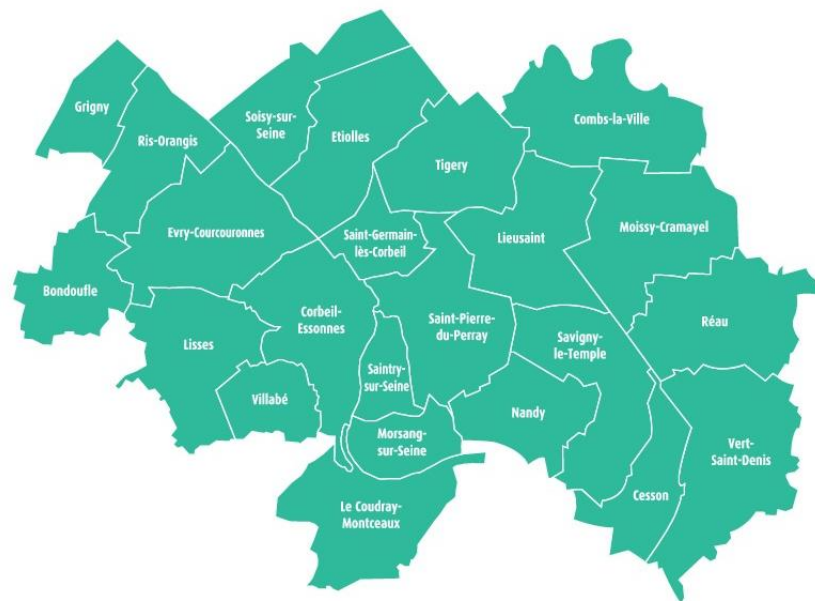 Grigny
Ris-Orangis
Soisy-sur-
Seine
Etiolles
Tigery
Combs-la-Ville
Evry-Courcouronnes
Saint-Germain-
lès-Corbeil
Lieusaint
Moissy-Cramayel
Bondoufle
Lisses
Corbeil-
Essonnes
Saint-Pierre-
du-Perray
Savigny-
le-Temple
Réau
Villabé
Saintry-
sur-Seine
Nandy
Morsang-
sur-Seine
Vert-
Saint-Denis
Cesson
Le Coudray-
Montceaux